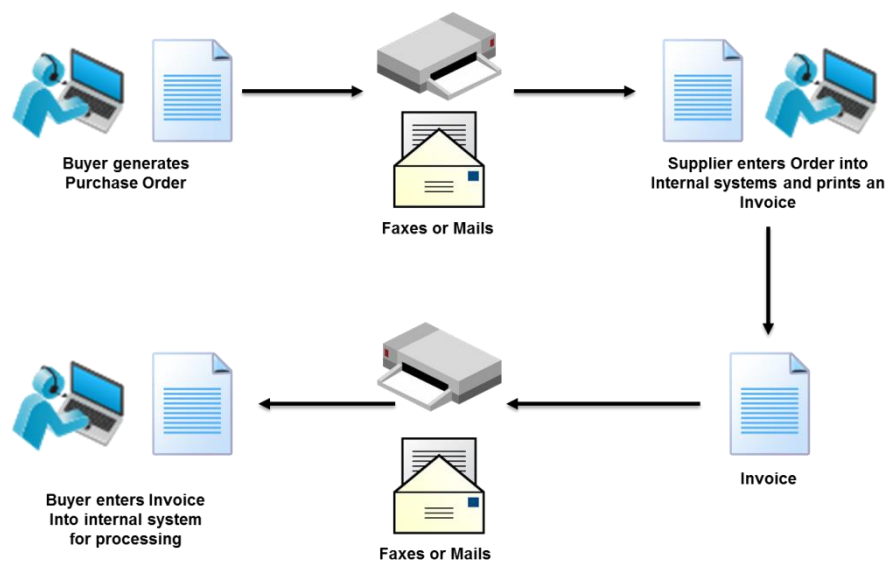 Buyer generates
Purchase Order
Faxes or Mails
Supplier enters Order into
Internal systems and prints an
Invoice
Invoice
Faxes or Mails
Buyer enters Invoice
Into internal system
for processing